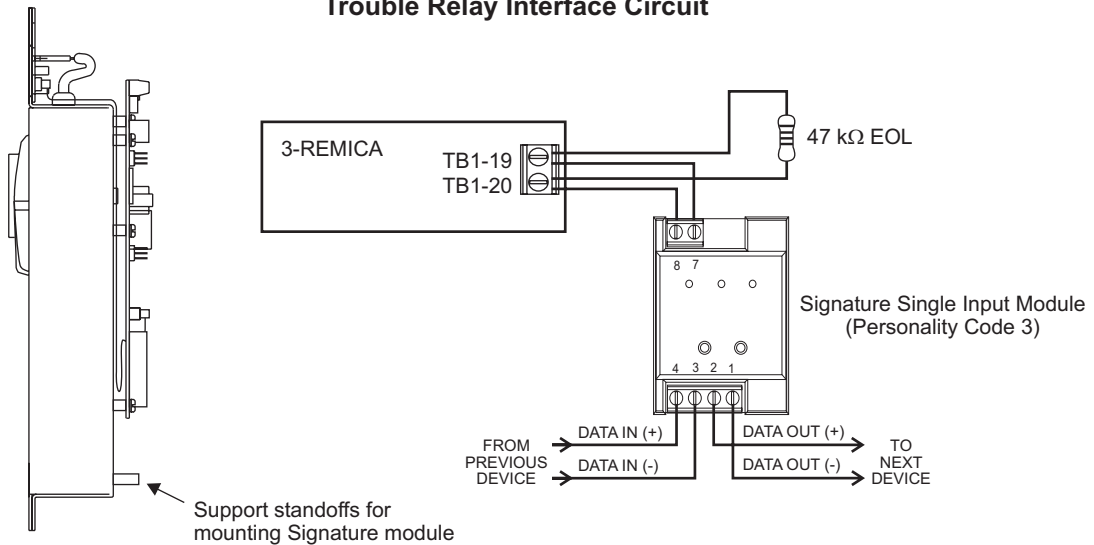 Trouble Relay Interface Circuit
3-REMICA
TB1-19
TB1-20
47 kΩ EOL
8 7
Signature Single Input Module
(Personality Code 3)
4 3 2 1
FROM
PREVIOUS
DEVICE
DATA IN (+)
DATA IN (-)
DATA OUT (+)
DATA OUT (-)
TO
NEXT
DEVICE
Support standoffs for
mounting Signature module